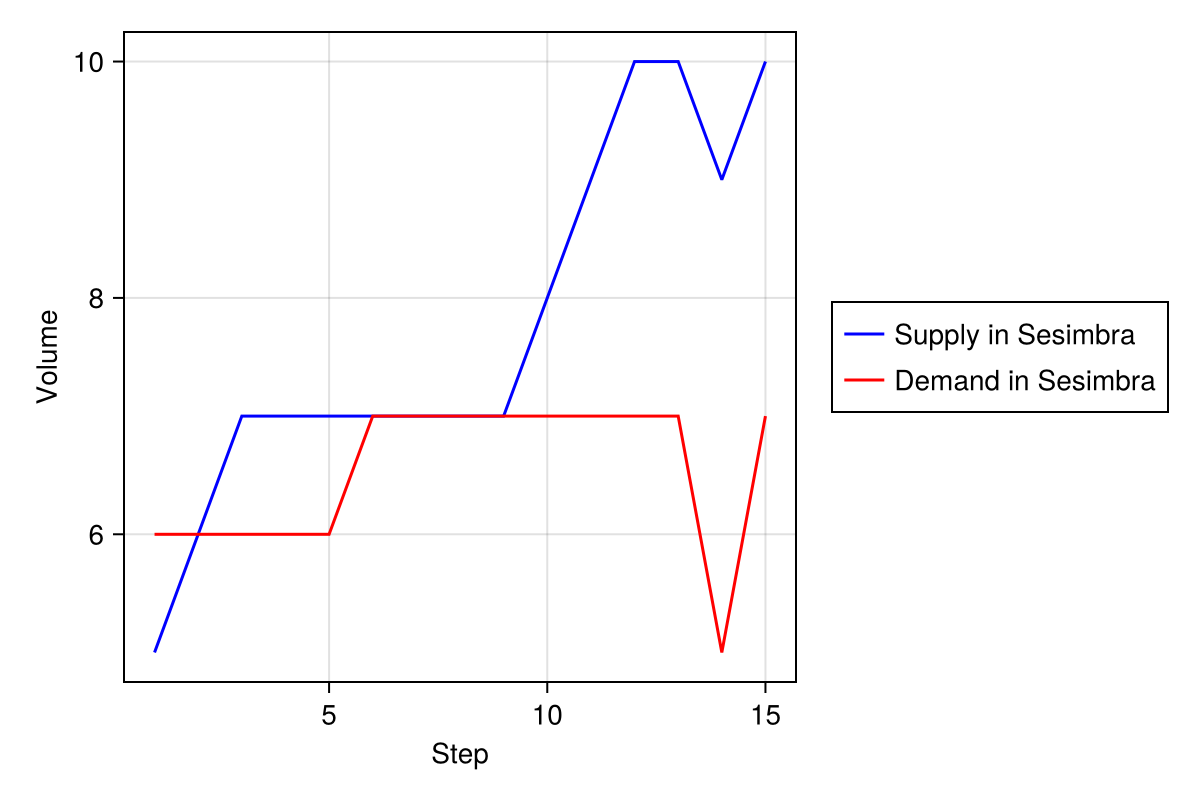 10
8
6
Volume
5 10 15
Step
Supply in Sesimbra
Demand in Sesimbra